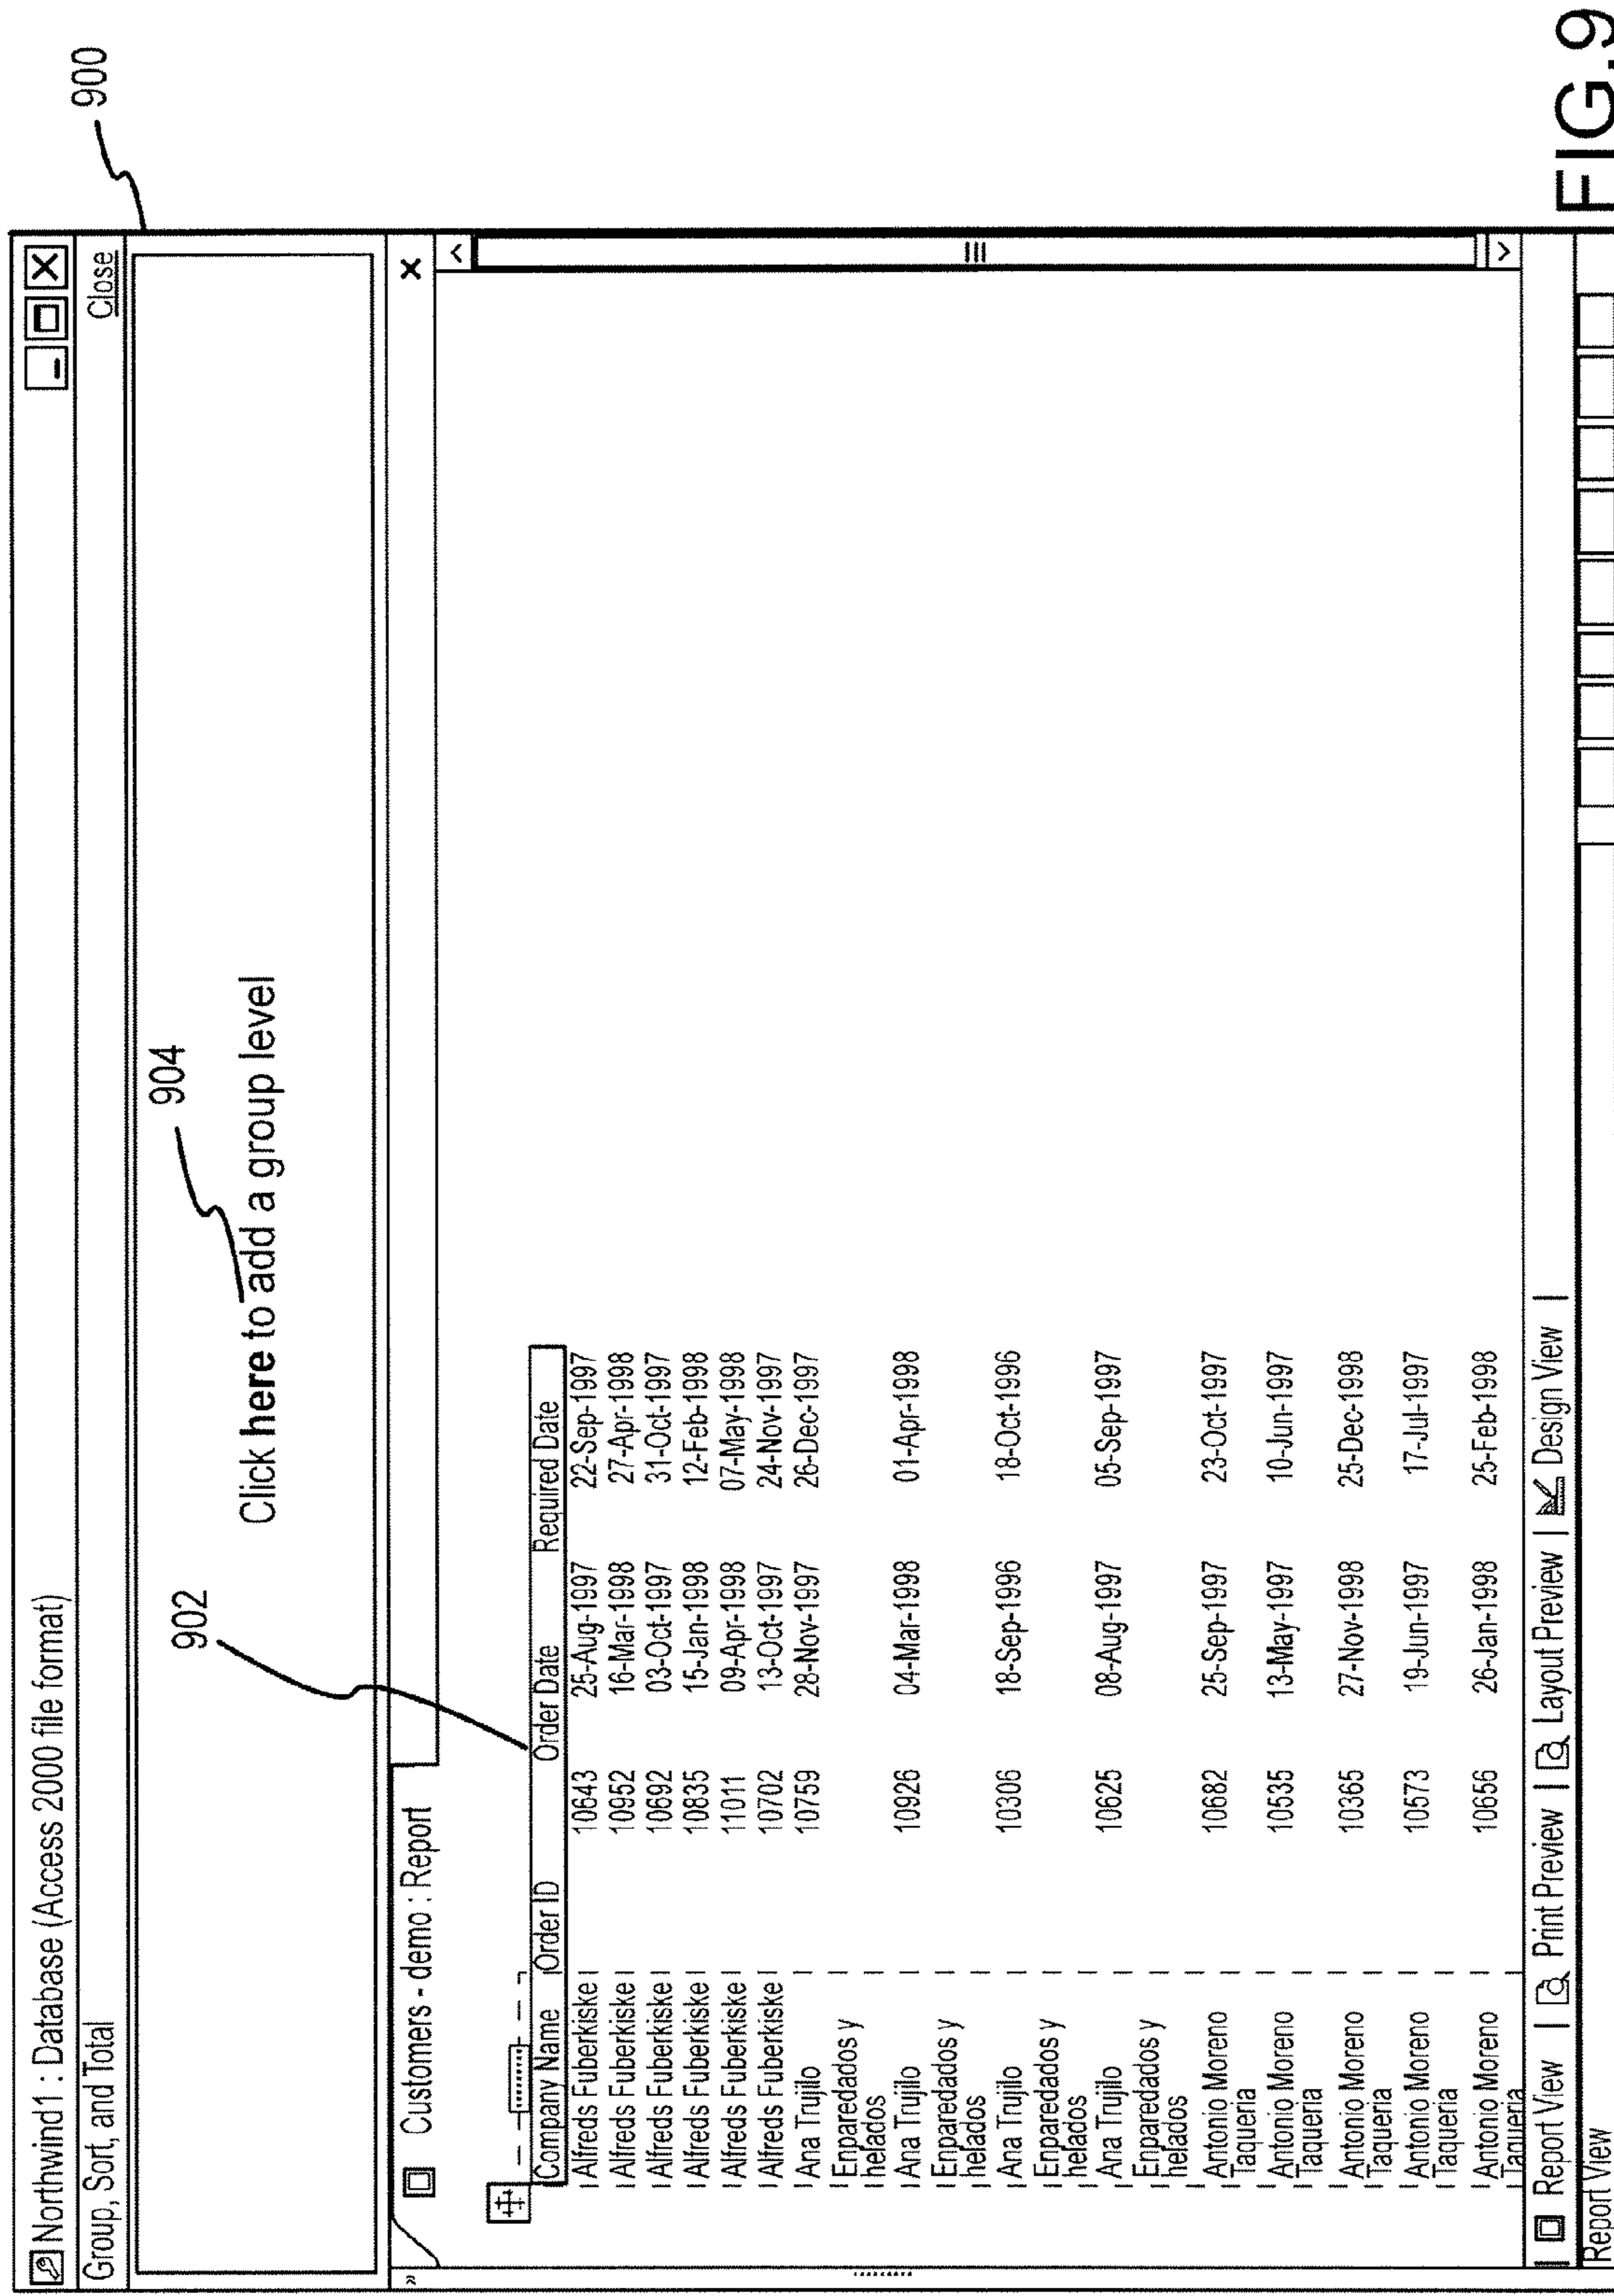 900
Northwind1 : Database (Access 2000 file format)
Group, Sort, and Total
Close
902
904
Click here to add a group level
Customers - demo : Report
Company Name Order ID Order Date Required Date
Alfreds Fuberkiske 10643 25-Aug-1997 22-Sep-1997
Alfreds Fuberkiske 10952 16-Mar-1998 27-Apr-1998
Alfreds Fuberkiske 10692 03-Oct-1997 31-Oct-1997
Alfreds Fuberkiske 10835 15-Jan-1998 12-Feb-1998
Alfreds Fuberkiske 11011 09-Apr-1998 07-May-1998
Alfreds Fuberkiske 10702 13-Oct-1997 24-Nov-1997
Ana Trujilo 10759 28-Nov-1997 26-Dec-1997
Enparedados y
helados
Ana Trujilo 10926 04-Mar-1998 01-Apr-1998
Enparedados y
helados
Ana Trujilo 10306 18-Sep-1996 18-Oct-1996
Enparedados y
helados
Ana Trujilo 10625 08-Aug-1997 05-Sep-1997
Enparedados y
helados
Antonio Moreno 10682 25-Sep-1997 23-Oct-1997
Taqueria
Antonio Moreno 10535 13-May-1997 10-Jun-1997
Taqueria
Antonio Moreno 10365 27-Nov-1998 25-Dec-1998
Taqueria
Antonio Moreno 10573 19-Jun-1997 17-Jul-1997
Taqueria
Antonio Moreno 10656 26-Jan-1998 25-Feb-1998
Taqueria
Report View | Print Preview | Layout Preview | Design View |
Report View
FIG.9